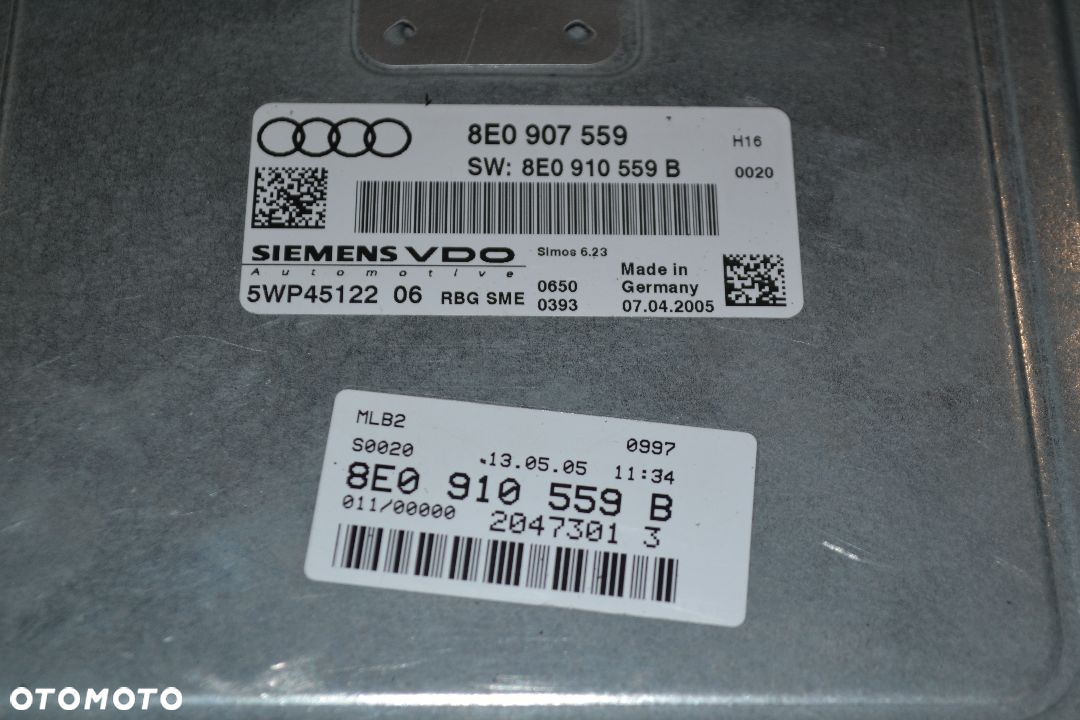 8E0 907 559
H16
SW: 8E0 910 559 B
0020
SIEMENS VDO
Automotive
Simos 6.23
5WP45122 06
RBG SME
0650
0393
Made in
Germany
07.04.2005
MLB2
0997
S0020
13.05.05 11:34
8E0 910 559 B
011/00000 2047301 3
OTOMOTO